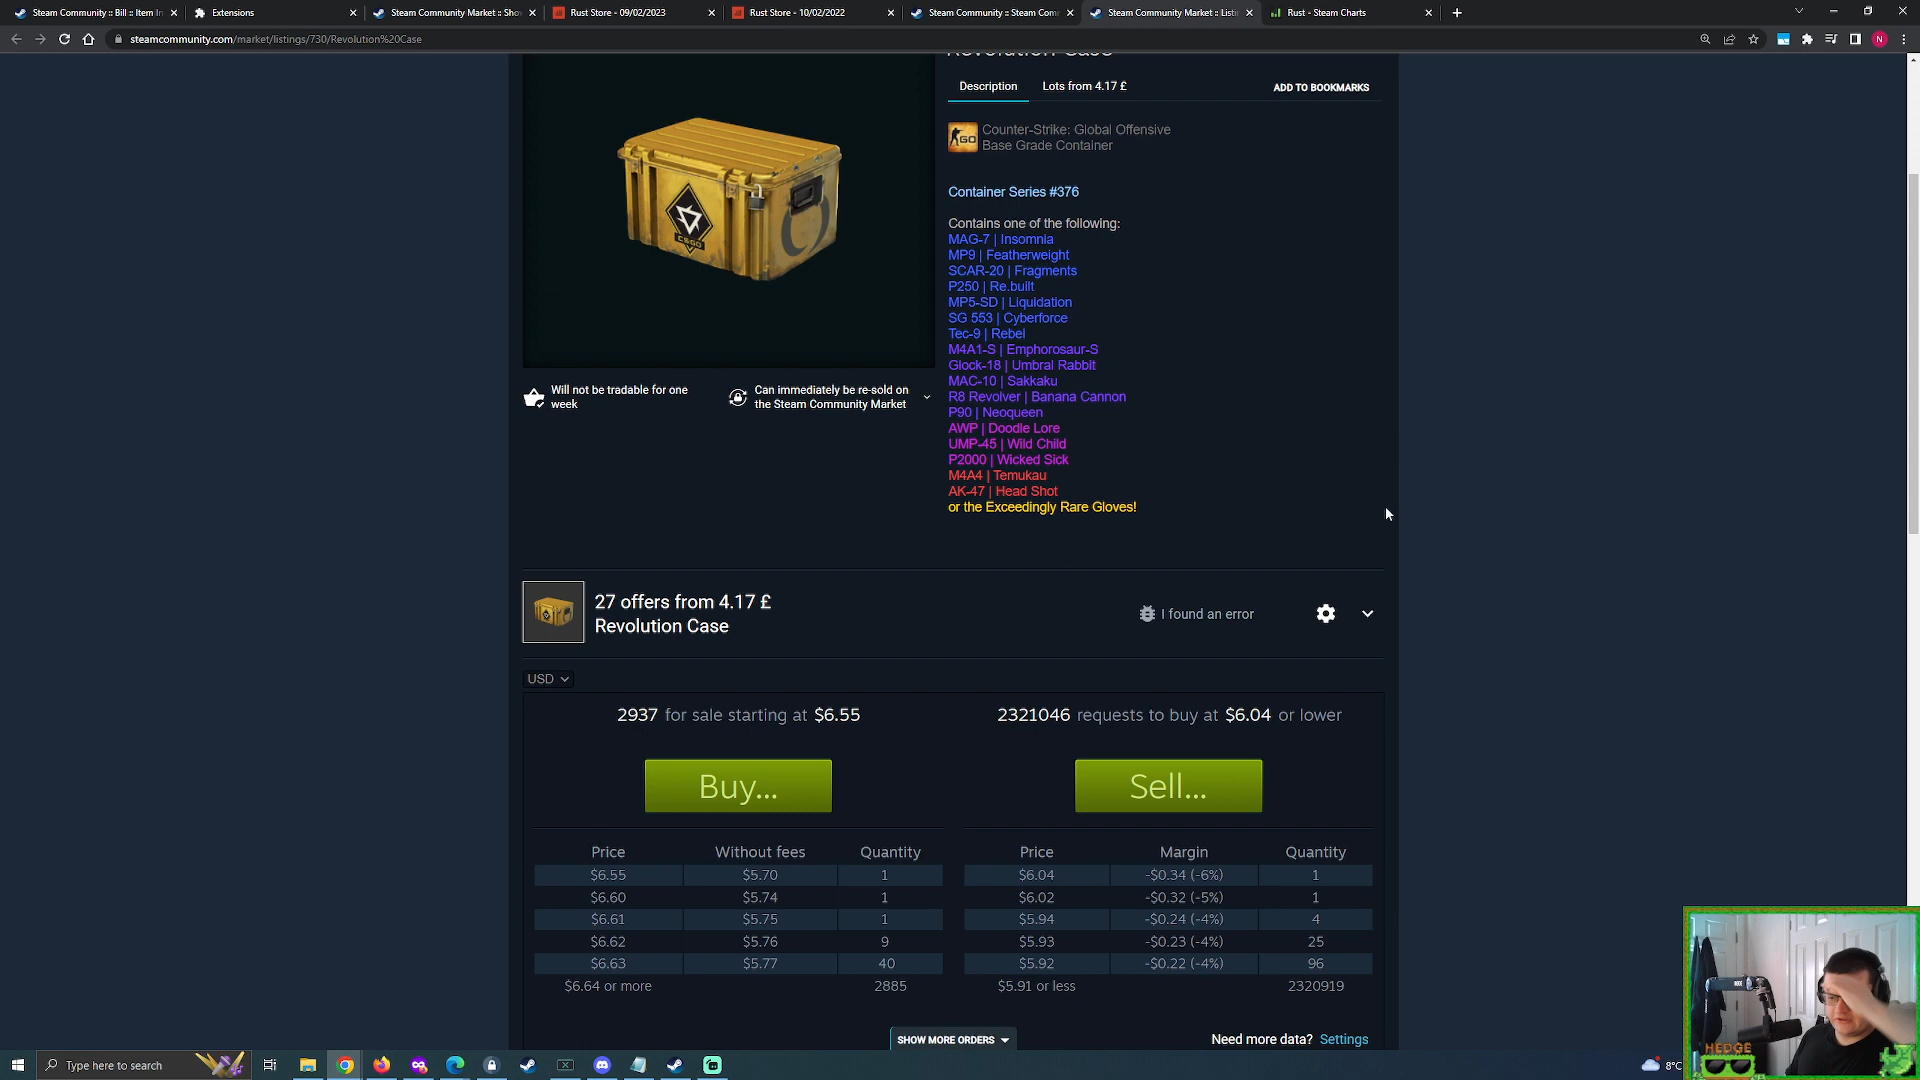 Steam Community :: Bill :: Item In
Extensions
Steam Community Market :: Show
Rust Store - 09/02/2023
Rust Store - 10/02/2022
Steam Community :: Steam Com
Steam Community Market :: Listi
Rust - Steam Charts
steamcommunity.com/market/listings/730/Revolution%20Case
N
Revolution Case
Description
Lots from 4.17 £
ADD TO BOOKMARKS
GO
Counter-Strike: Global Offensive
Base Grade Container
Container Series #376
Contains one of the following:
MAG-7 | Insomnia
MP9 | Featherweight
SCAR-20 | Fragments
P250 | Re.built
MP5-SD | Liquidation
SG 553 | Cyberforce
Tec-9 | Rebel
M4A1-S | Emphorosaur-S
Glock-18 | Umbral Rabbit
MAC-10 | Sakkaku
R8 Revolver | Banana Cannon
P90 | Neoqueen
AWP | Doodle Lore
UMP-45 | Wild Child
P2000 | Wicked Sick
M4A4 | Temukau
AK-47 | Head Shot
or the Exceedingly Rare Gloves!
CS:GO
Will not be tradable for one
week
Can immediately be re-sold on
the Steam Community Market
27 offers from 4.17 £
Revolution Case
I found an error
USD
2937 for sale starting at $6.55
2321046 requests to buy at $6.04 or lower
Buy...
Sell...
Price Without fees Quantity
$6.55 $5.70 1
$6.60 $5.74 1
$6.61 $5.75 1
$6.62 $5.76 9
$6.63 $5.77 40
$6.64 or more 2885
Price Margin Quantity
$6.04 -$0.34 (-6%) 1
$6.02 -$0.32 (-5%) 1
$5.94 -$0.24 (-4%) 4
$5.93 -$0.23 (-4%) 25
$5.92 -$0.22 (-4%) 96
$5.91 or less 2320919
SHOW MORE ORDERS
Need more data? Settings
HEDGE
Type here to search
8°C